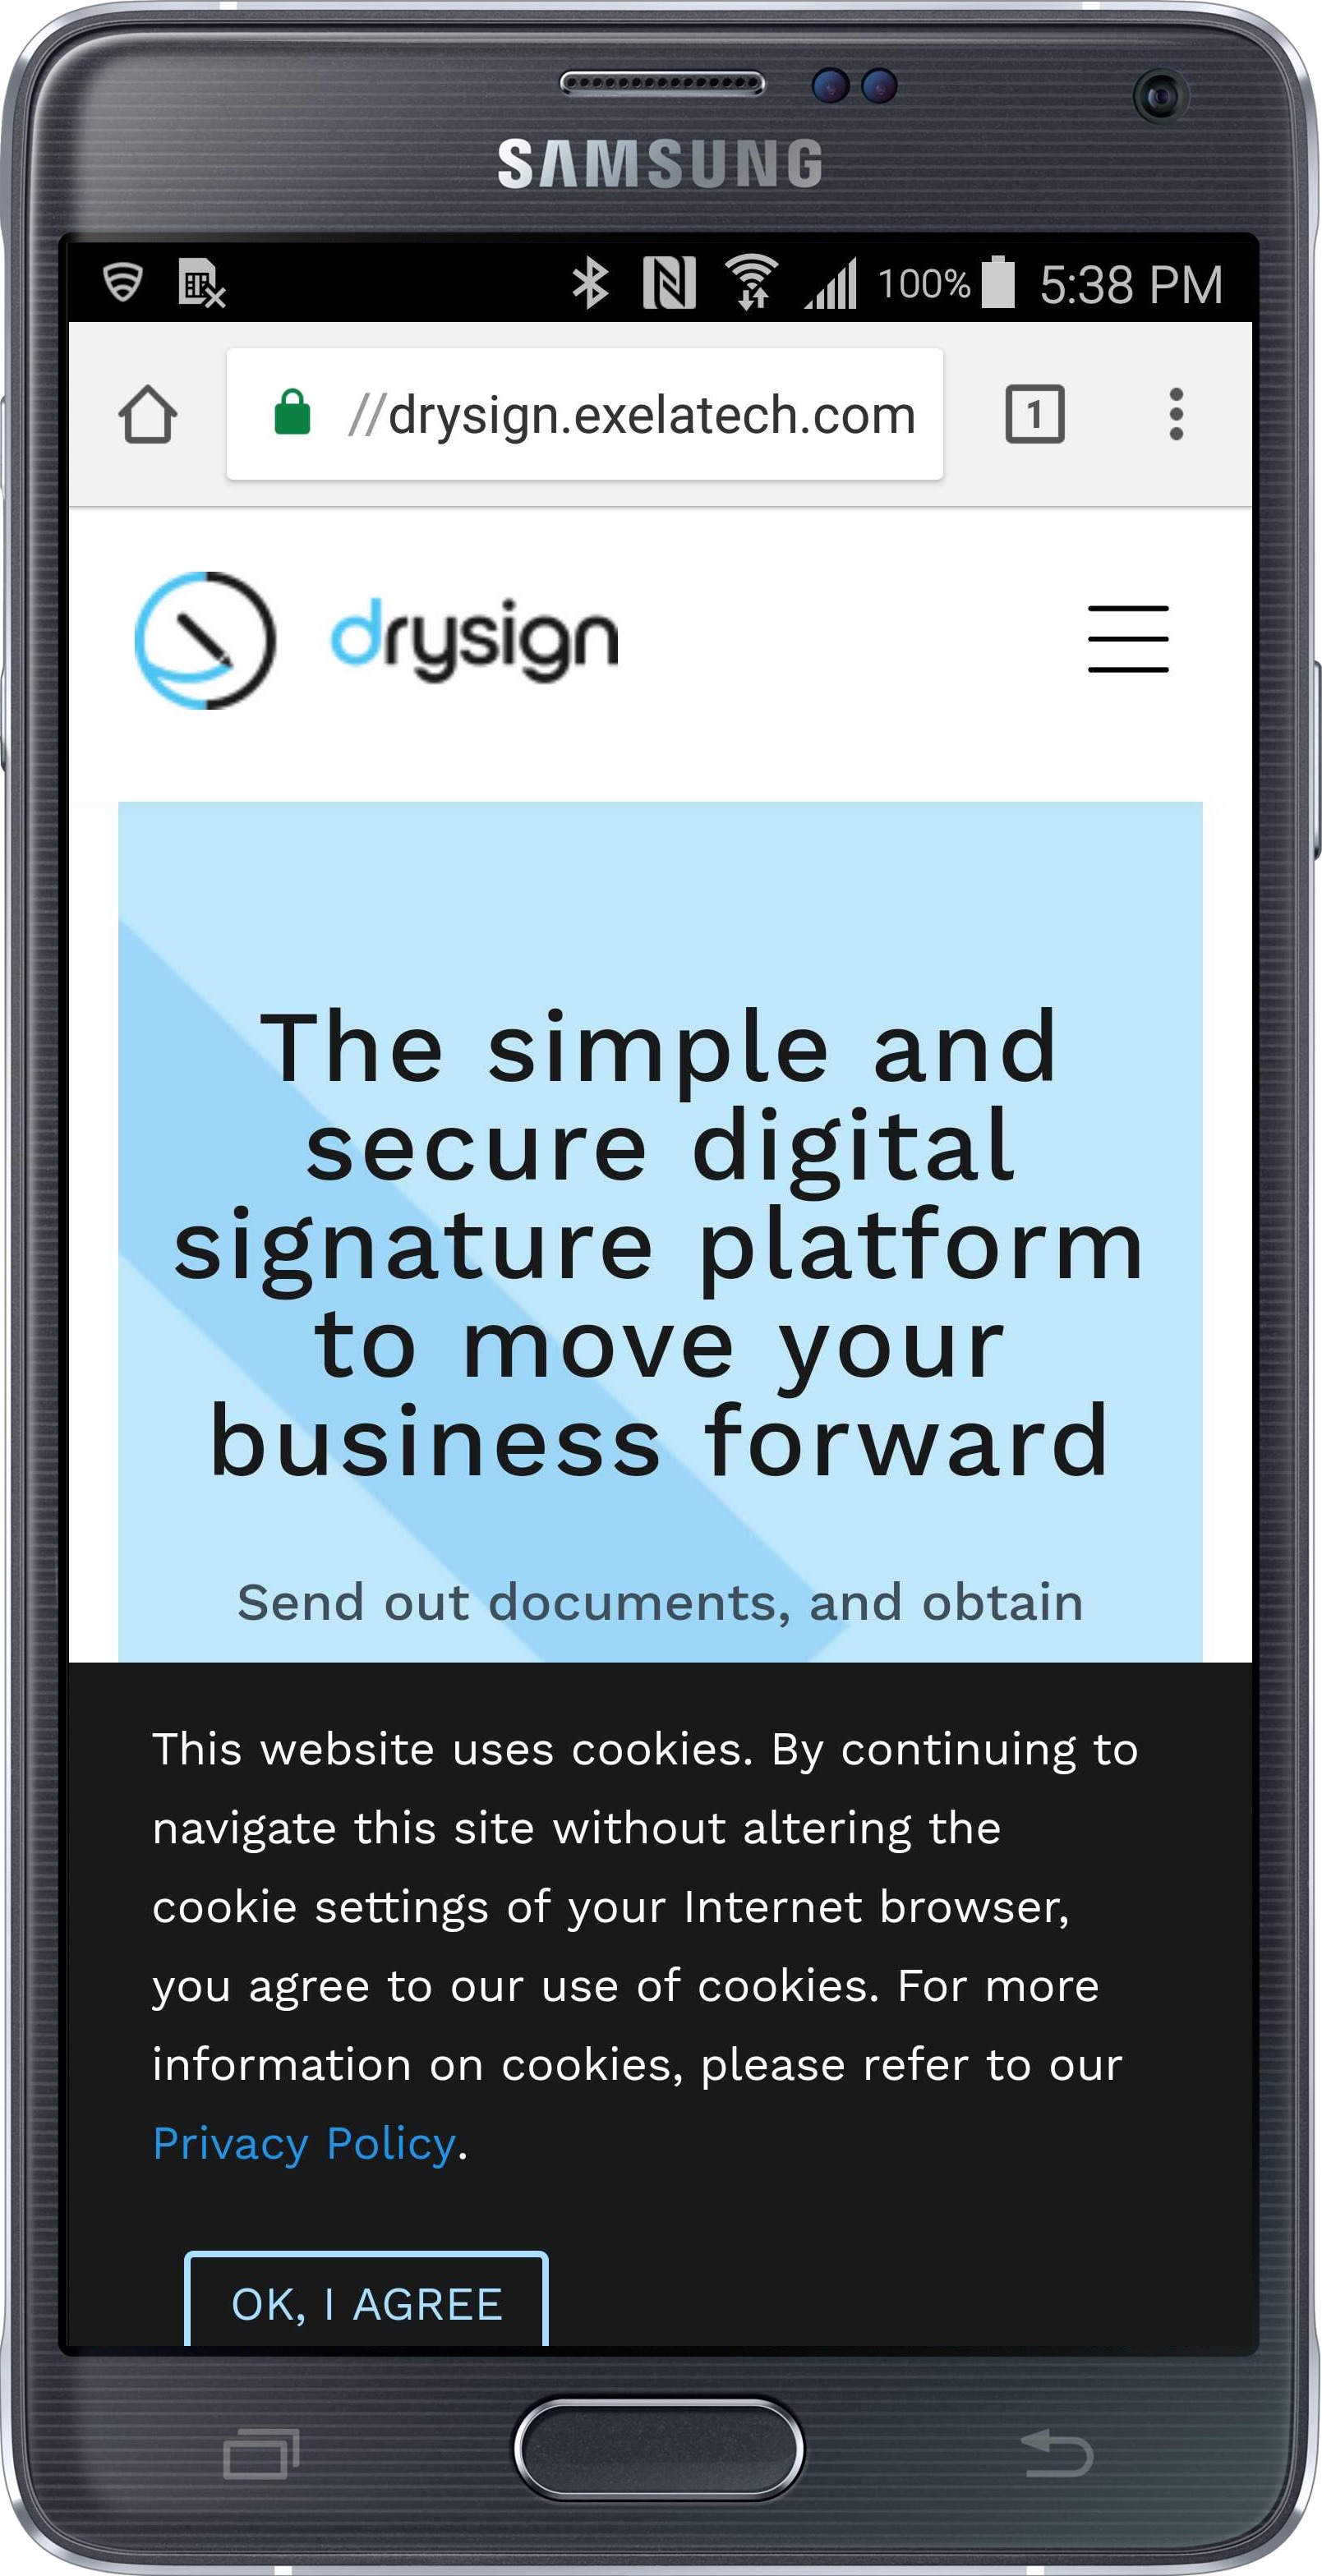 SAMSUNG
100% 5:38 PM
//drysign.exelatech.com
1
drysign
The simple and
secure digital
signature platform
to move your
business forward
Send out documents, and obtain
This website uses cookies. By continuing to
navigate this site without altering the
cookie settings of your Internet browser,
you agree to our use of cookies. For more
information on cookies, please refer to our
Privacy Policy.
OK, I AGREE